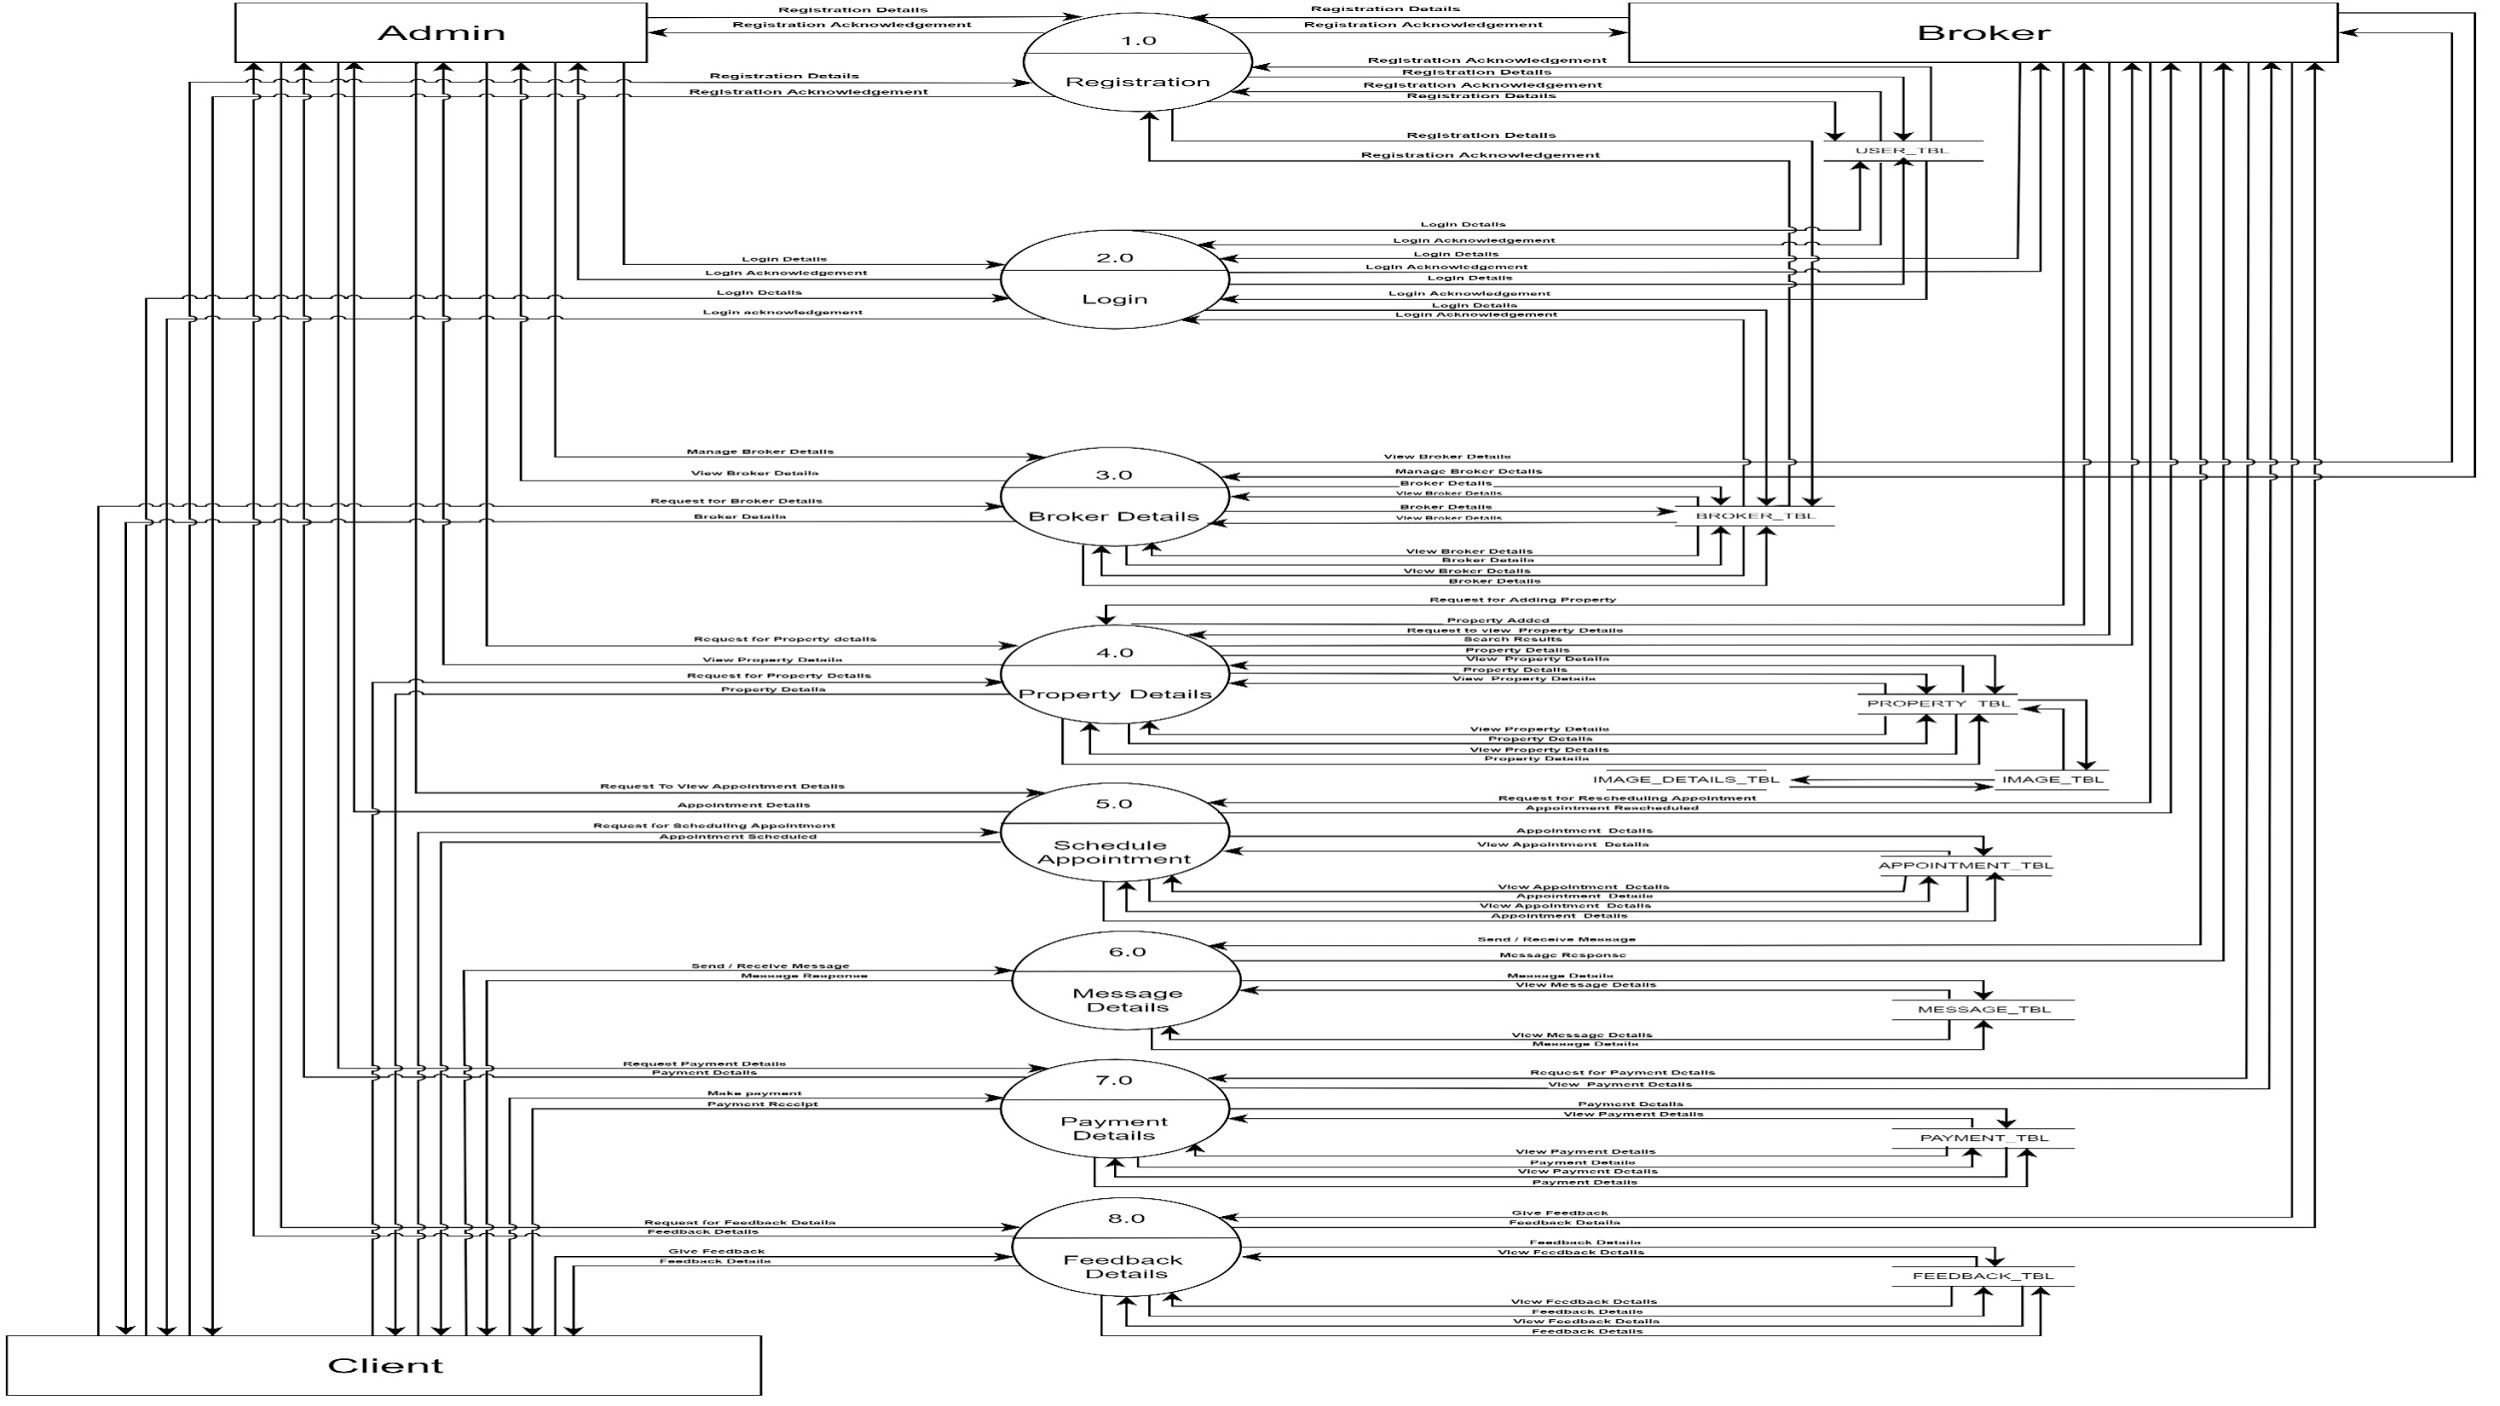 Admin
Broker
Registration Details
Registration Acknowledgement
Registration Details
Registration Acknowledgement
1.0
Registration
Registration Details
Registration Acknowledgement
Registration Acknowledgement
Registration Details
Registration Acknowledgement
Registration Details
Registration Details
Registration Acknowledgement
USER_TBL
Login Details
Login Acknowledgement
Login Details
Login Acknowledgement
Login Details
Login Acknowledgement
Login Details
Login Acknowledgement
2.0
Login
Login Details
Login Acknowledgement
Login Details
Login acknowledgement
Manage Broker Details
View Broker Details
Request for Broker Details
Broker Details
3.0
Broker Details
View Broker Details
Manage Broker Details
Broker Details
View Broker Details
Broker Details
View Broker Details
BROKER_TBL
View Broker Details
Broker Details
View Broker Details
Broker Details
Request for Adding Property
Property Added
Request to view Property Details
Search Results
Property Details
View Property Details
Property Details
View Property Details
Request for Property details
View Property Details
Request for Property Details
Property Details
4.0
Property Details
PROPERTY TBL
View Property Details
Property Details
View Property Details
Property Details
IMAGE_DETAILS_TBL
IMAGE_TBL
Request To View Appointment Details
Appointment Details
Request for Scheduling Appointment
Appointment Scheduled
5.0
Schedule
Appointment
Request for Rescheduling Appointment
Appointment Rescheduled
Appointment Details
View Appointment Details
APPOINTMENT_TBL
View Appointment Details
Appointment Details
View Appointment Details
Appointment Details
Send / Receive Message
Message Response
6.0
Message
Details
Send / Receive Message
Message Response
Message Details
View Message Details
MESSAGE_TBL
View Message Details
Message Details
Request Payment Details
Payment Details
Make payment
Payment Receipt
7.0
Payment
Details
Request for Payment Details
View Payment Details
Payment Details
View Payment Details
PAYMENT_TBL
View Payment Details
Payment Details
View Payment Details
Payment Details
Request for Feedback Details
Feedback Details
Give Feedback
Feedback Details
8.0
Feedback
Details
Give Feedback
Feedback Details
Feedback Details
View Feedback Details
FEEDBACK_TBL
View Feedback Details
Feedback Details
View Feedback Details
Feedback Details
Client